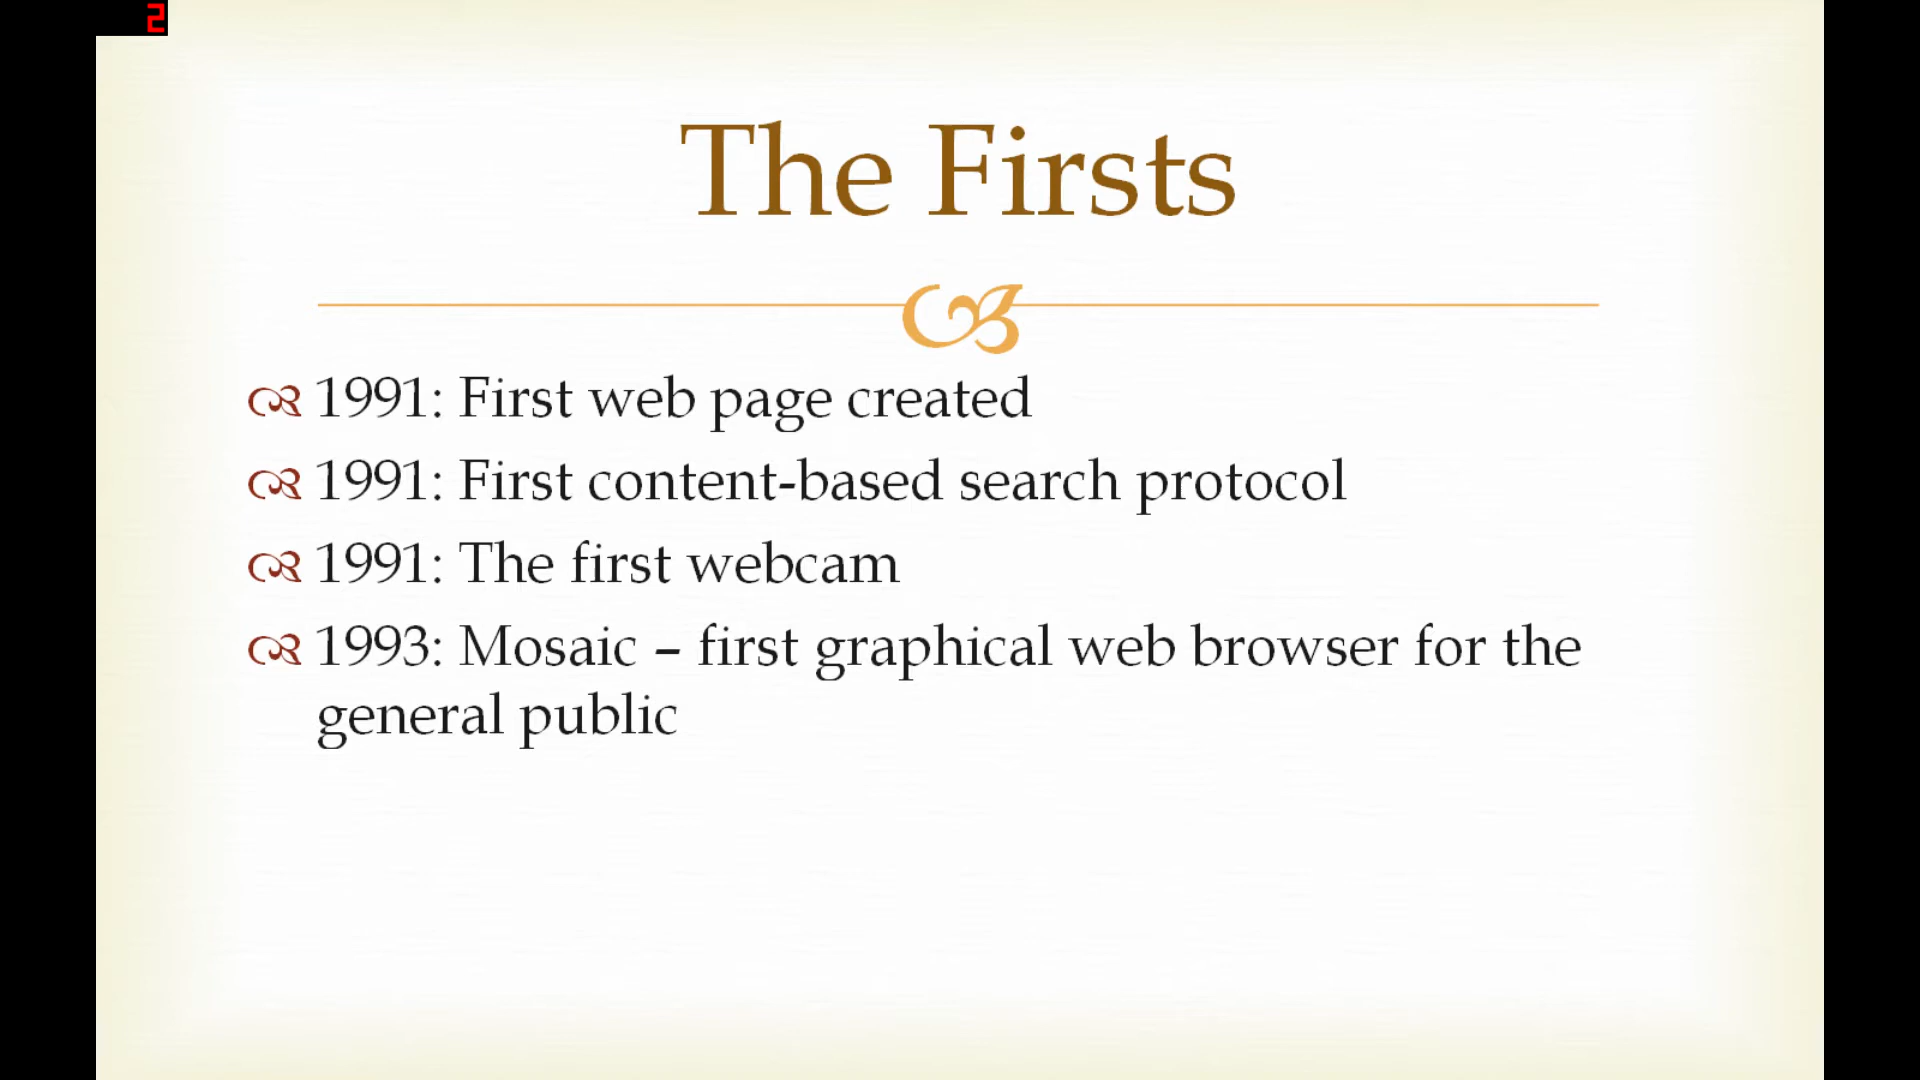 2
The Firsts
1991: First web page created
1991: First content-based search protocol
1991: The first webcam
1993: Mosaic – first graphical web browser for the
general public